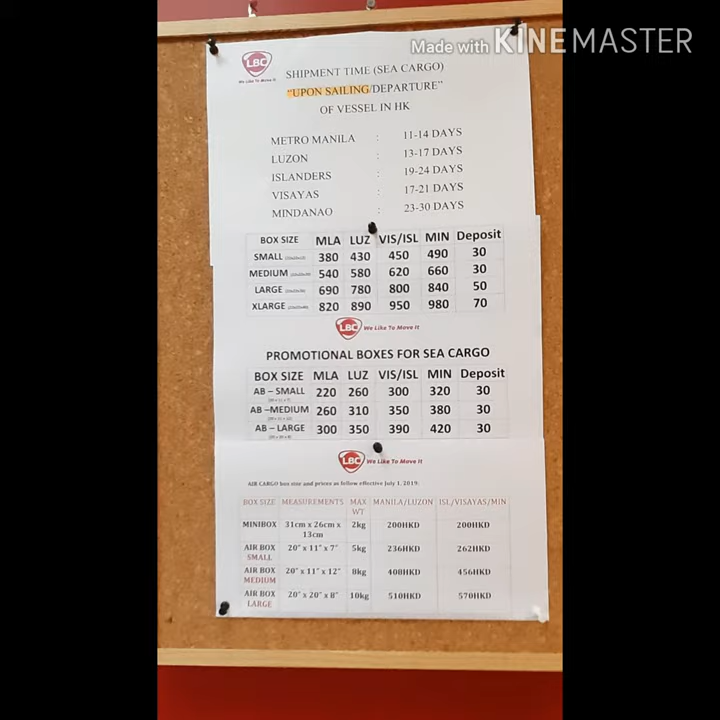 Made with KINEMASTER
LBC
We Like To Move It
SHIPMENT TIME (SEA CARGO)
"UPON SAILING/DEPARTURE"
OF VESSEL IN HK
METRO MANILA : 11-14 DAYS
LUZON : 13-17 DAYS
ISLANDERS : 19-24 DAYS
VISAYAS : 17-21 DAYS
MINDANAO : 23-30 DAYS
BOX SIZE MLA LUZ VIS/ISL MIN Deposit
SMALL 380 430 450 490 30
MEDIUM 540 580 620 660 30
LARGE 690 780 800 840 50
XLARGE 820 890 950 980 70
LBC We Like To Move It
PROMOTIONAL BOXES FOR SEA CARGO
BOX SIZE MLA LUZ VIS/ISL MIN Deposit
AB – SMALL 220 260 300 320 30
AB –MEDIUM 260 310 350 380 30
AB – LARGE 300 350 390 420 30
LBC We Like To Move It
AIR CARGO box size and prices as follow effective July 1, 2019.
BOX SIZE MEASUREMENTS MAX WT MANILA/LUZON ISL/VISAYAS/MIN
MINIBOX 31cm x 26cm x 13cm 2kg 200HKD 200HKD
AIR BOX SMALL 20" x 11" x 7" 5kg 236HKD 262HKD
AIR BOX MEDIUM 20" x 11" x 12" 8kg 408HKD 456HKD
AIR BOX LARGE 20" x 20" x 8" 10kg 510HKD 570HKD